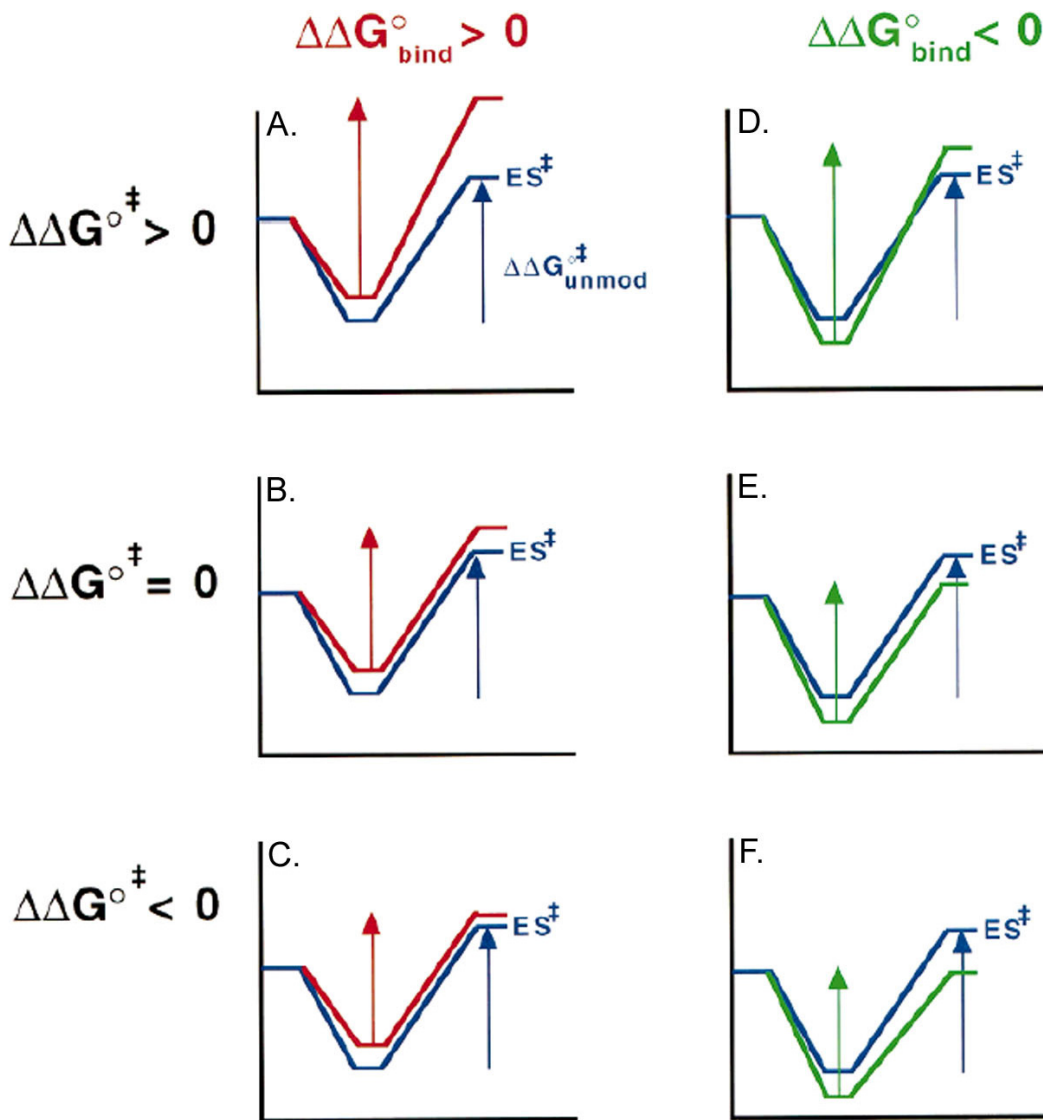 ΔΔG°bind > 0
ΔΔG°bind < 0
A.
D.
ES‡
ES‡
ΔΔG°‡ > 0
ΔΔG°‡unmod
B.
E.
ES‡
ES‡
ΔΔG°‡ = 0
C.
F.
ES‡
ES‡
ΔΔG°‡ < 0